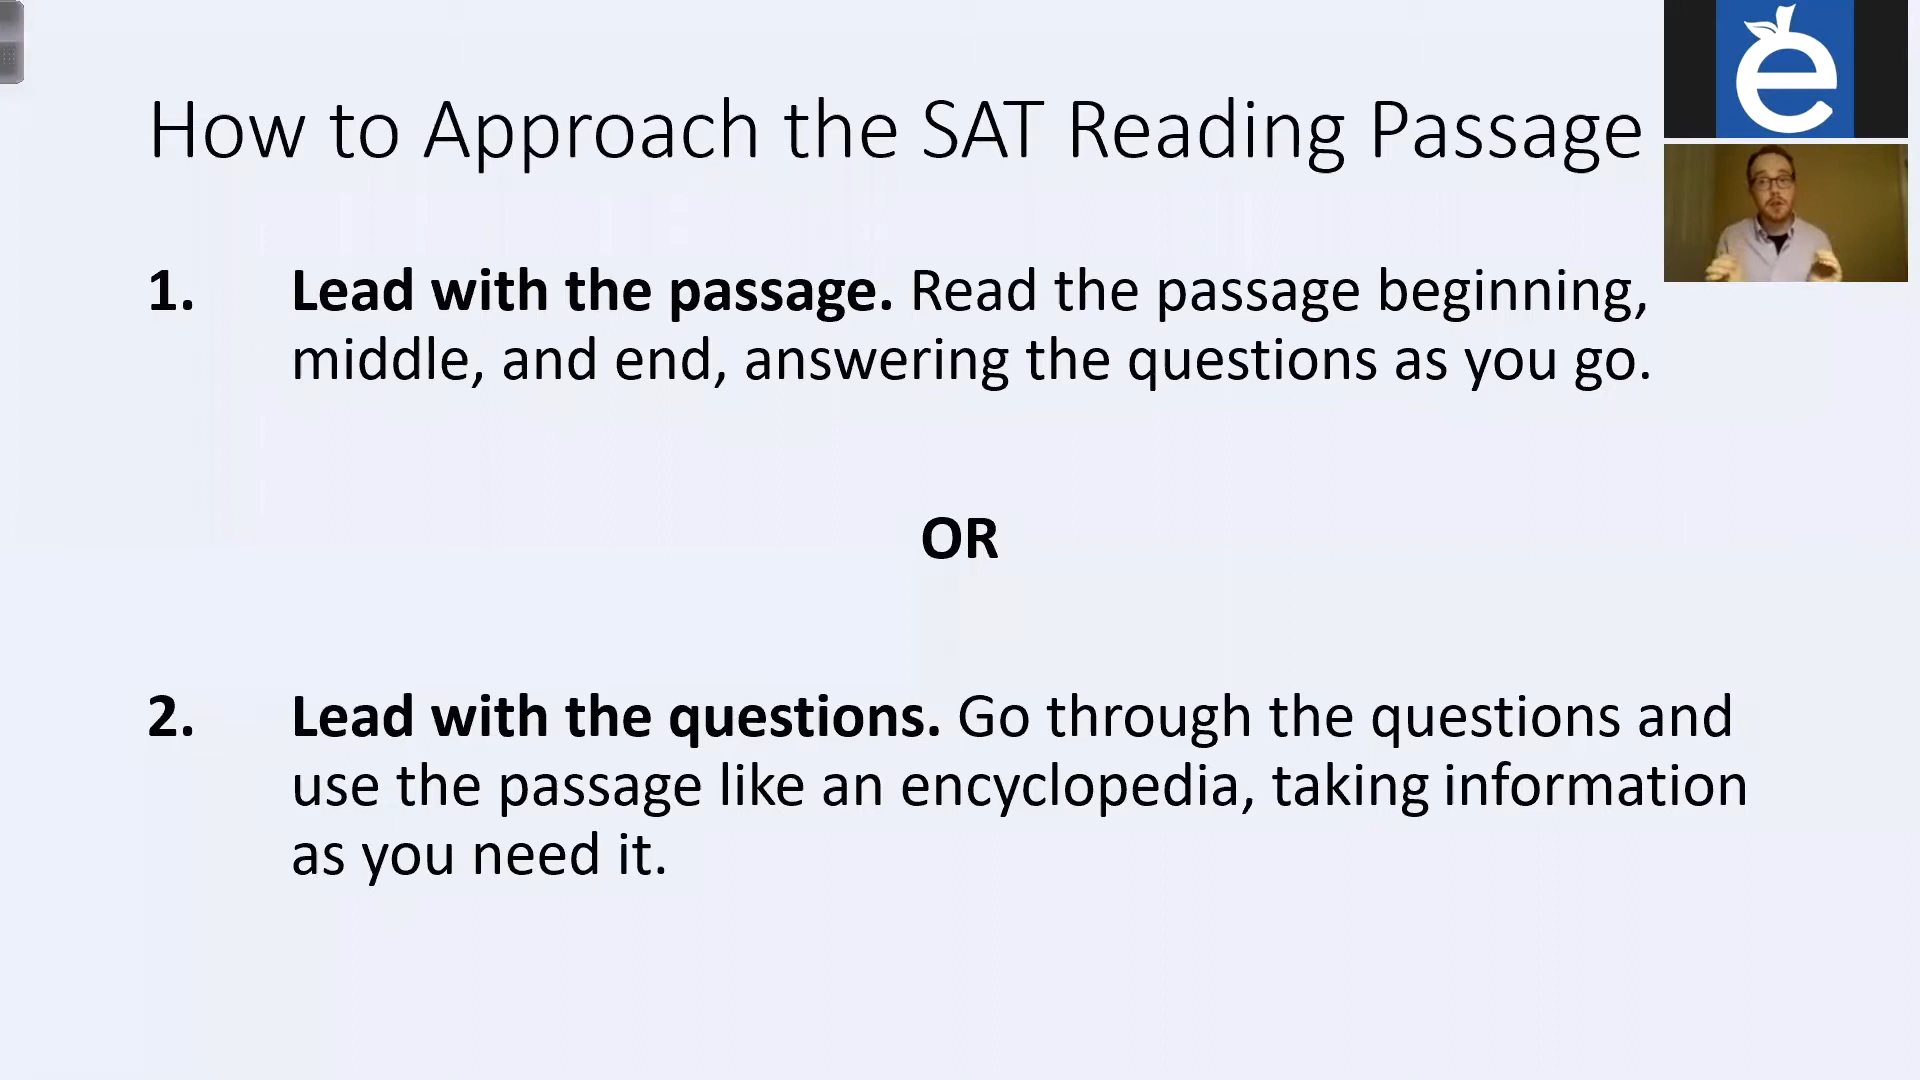 How to Approach the SAT Reading Passage
1. Lead with the passage. Read the passage beginning,
middle, and end, answering the questions as you go.
OR
2. Lead with the questions. Go through the questions and
use the passage like an encyclopedia, taking information
as you need it.
e